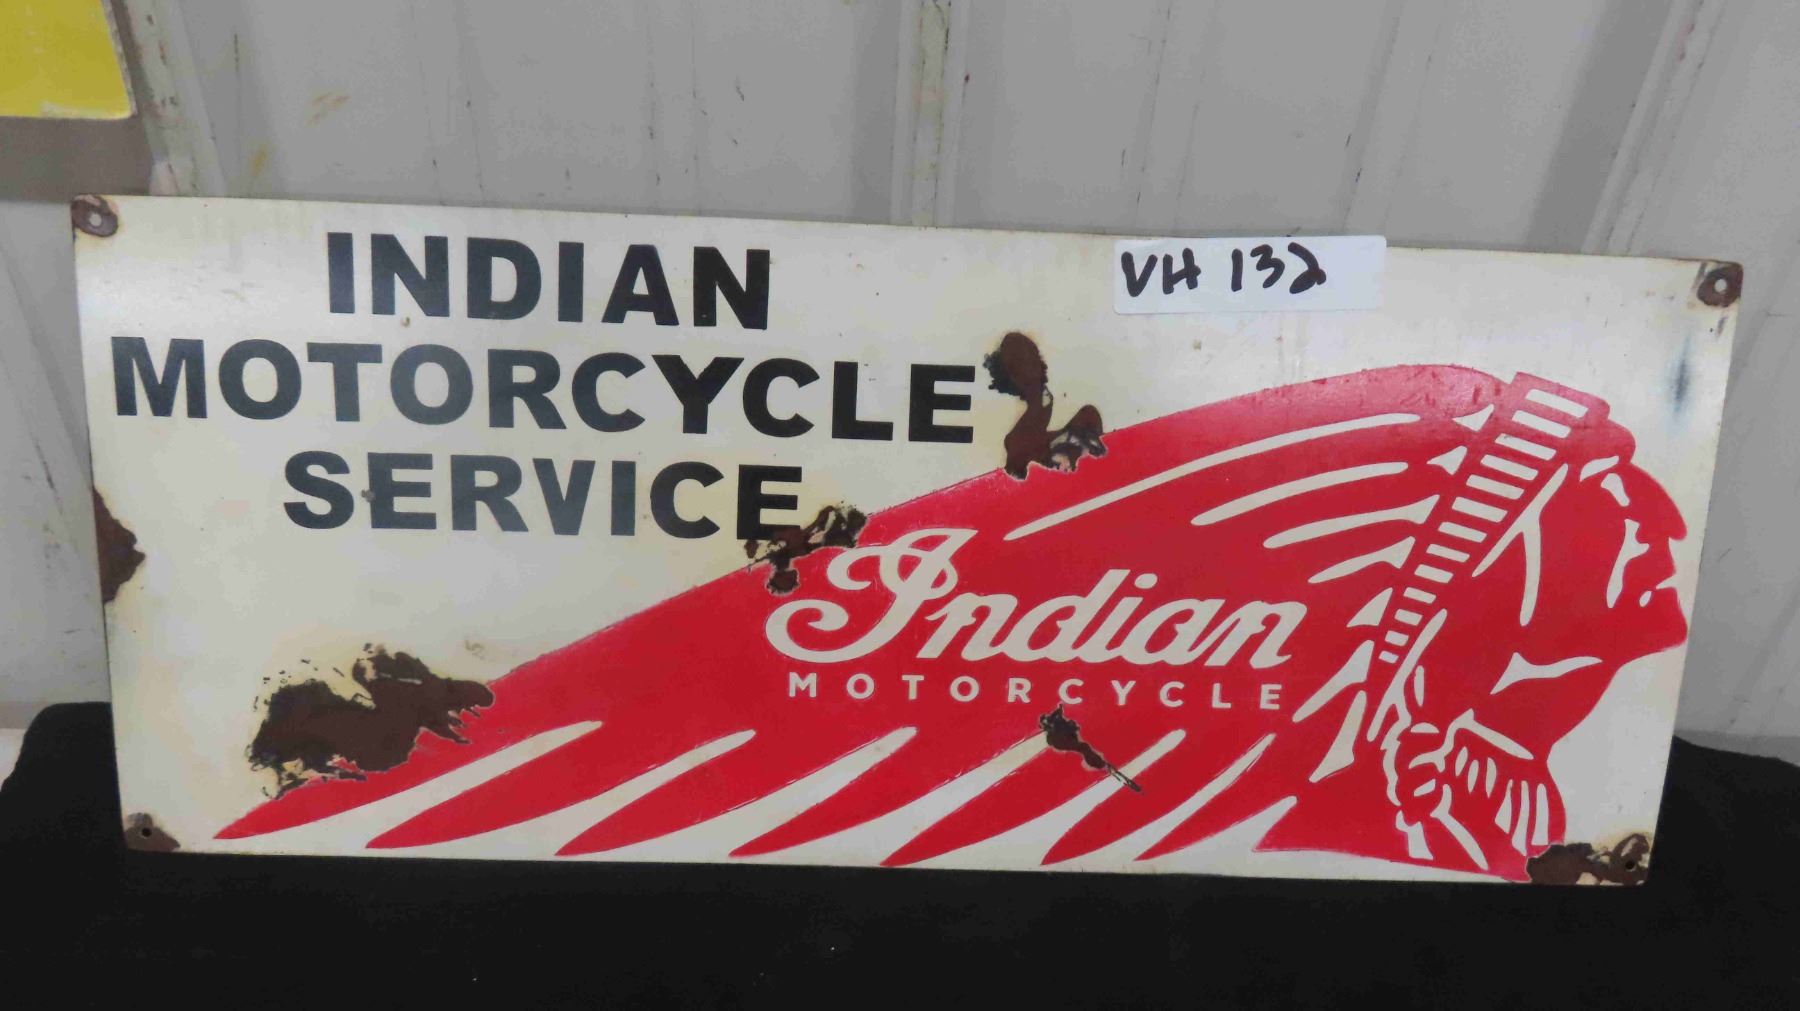 INDIAN
MOTORCYCLE
SERVICE
VH 132
Indian
MOTORCYCLE